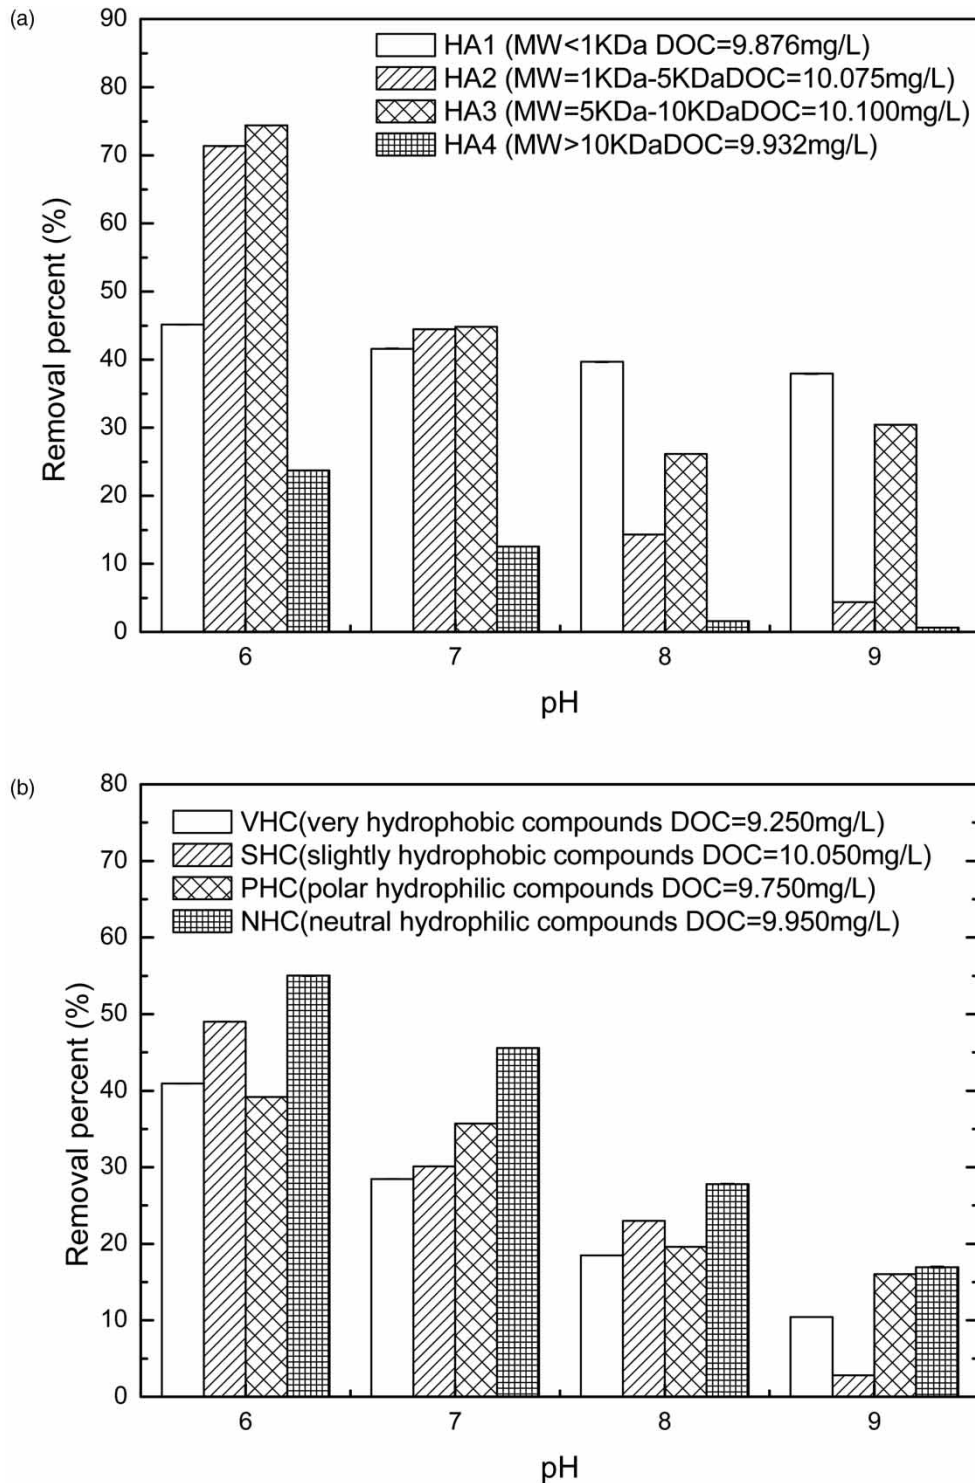 (a)
90
80
70
60
50
40
30
20
10
0
Removal percent (%)
HA1 (MW<1KDa DOC=9.876mg/L)
HA2 (MW=1KDa-5KDaDOC=10.075mg/L)
HA3 (MW=5KDa-10KDaDOC=10.100mg/L)
HA4 (MW>10KDaDOC=9.932mg/L)
6 7 8 9
pH
(b)
80
70
60
50
40
30
20
10
0
Removal percent (%)
VHC(very hydrophobic compounds DOC=9.250mg/L)
SHC(slightly hydrophobic compounds DOC=10.050mg/L)
PHC(polar hydrophilic compounds DOC=9.750mg/L)
NHC(neutral hydrophilic compounds DOC=9.950mg/L)
6 7 8 9
pH